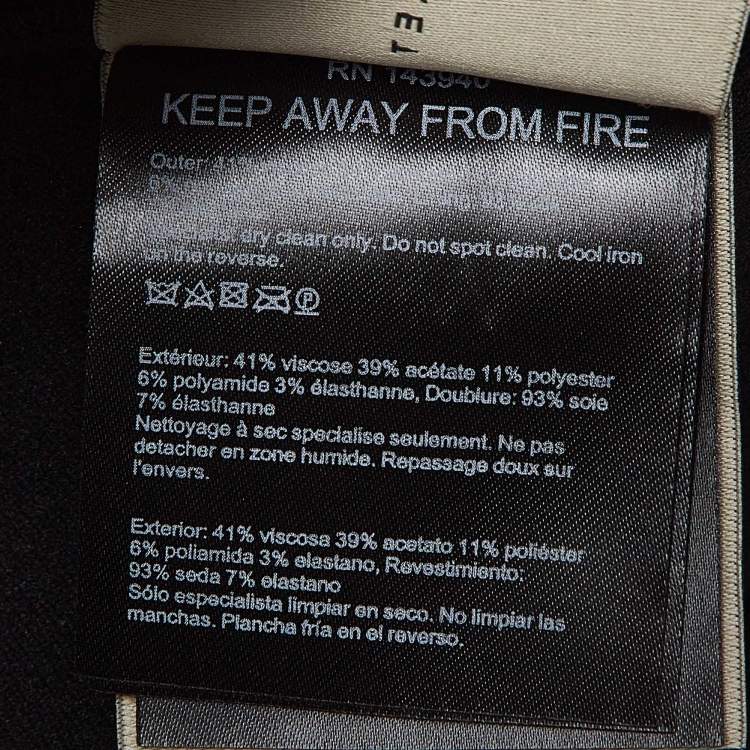 RN 143940
KEEP AWAY FROM FIRE
Outer: 41%
6%
dry clean only. Do not spot clean. Cool iron
on the reverse.
Extérieur: 41% viscose 39% acétate 11% polyester
6% polyamide 3% élasthanne, Doublure: 93% soie
7% élasthanne
Nettoyage à sec specialise seulement. Ne pas
detacher en zone humide. Repassage doux sur
l'envers.
Exterior: 41% viscosa 39% acetato 11% poliéster
6% poliamida 3% elastano, Revestimiento:
93% seda 7% elastano
Sólo especialista limpiar en seco. No limpiar las
manchas. Plancha fría en el reverso.